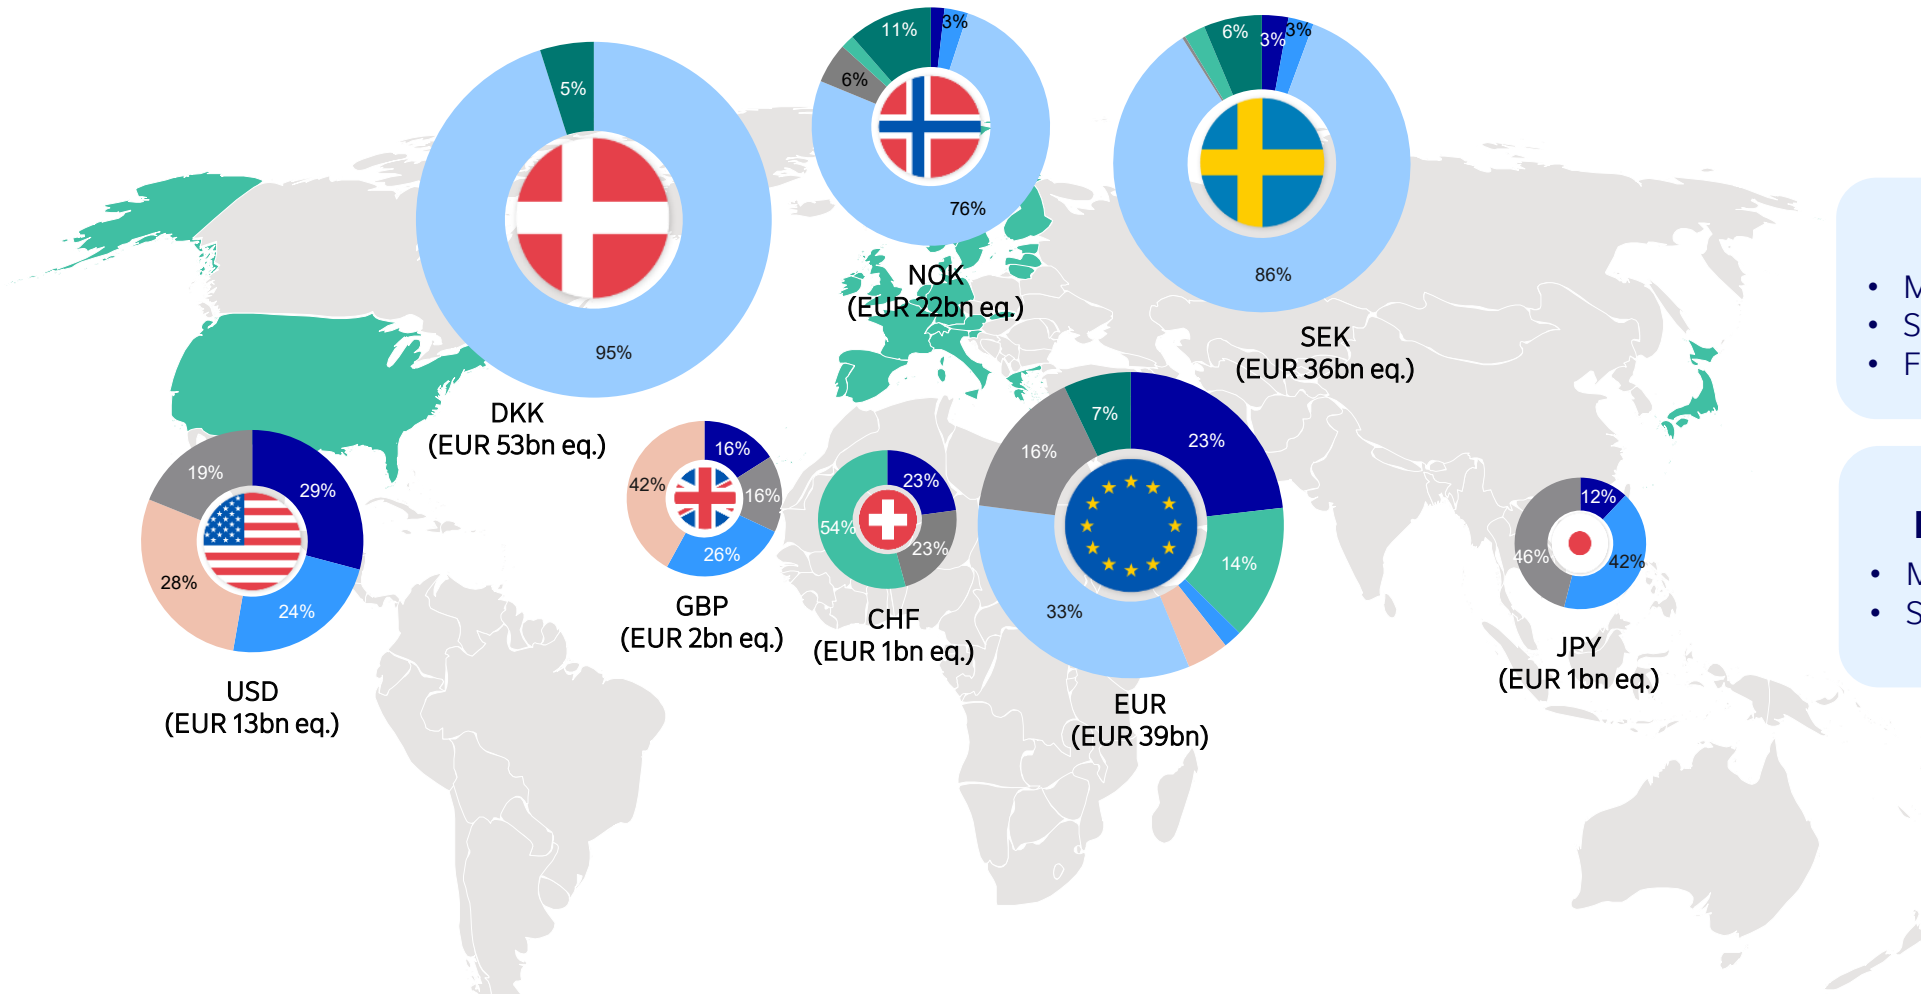 5%
95%
DKK
(EUR 53bn eq.)
11%
3%
6%
76%
NOK
(EUR 22bn eq.)
6%
3%
3%
86%
SEK
(EUR 36bn eq.)
19%
29%
28%
24%
USD
(EUR 13bn eq.)
42%
16%
16%
26%
GBP
(EUR 2bn eq.)
23%
54%
23%
CHF
(EUR 1bn eq.)
7%
23%
16%
14%
33%
EUR
(EUR 39bn)
12%
46%
42%
JPY
(EUR 1bn eq.)
• M
• S
• F
• M
• S